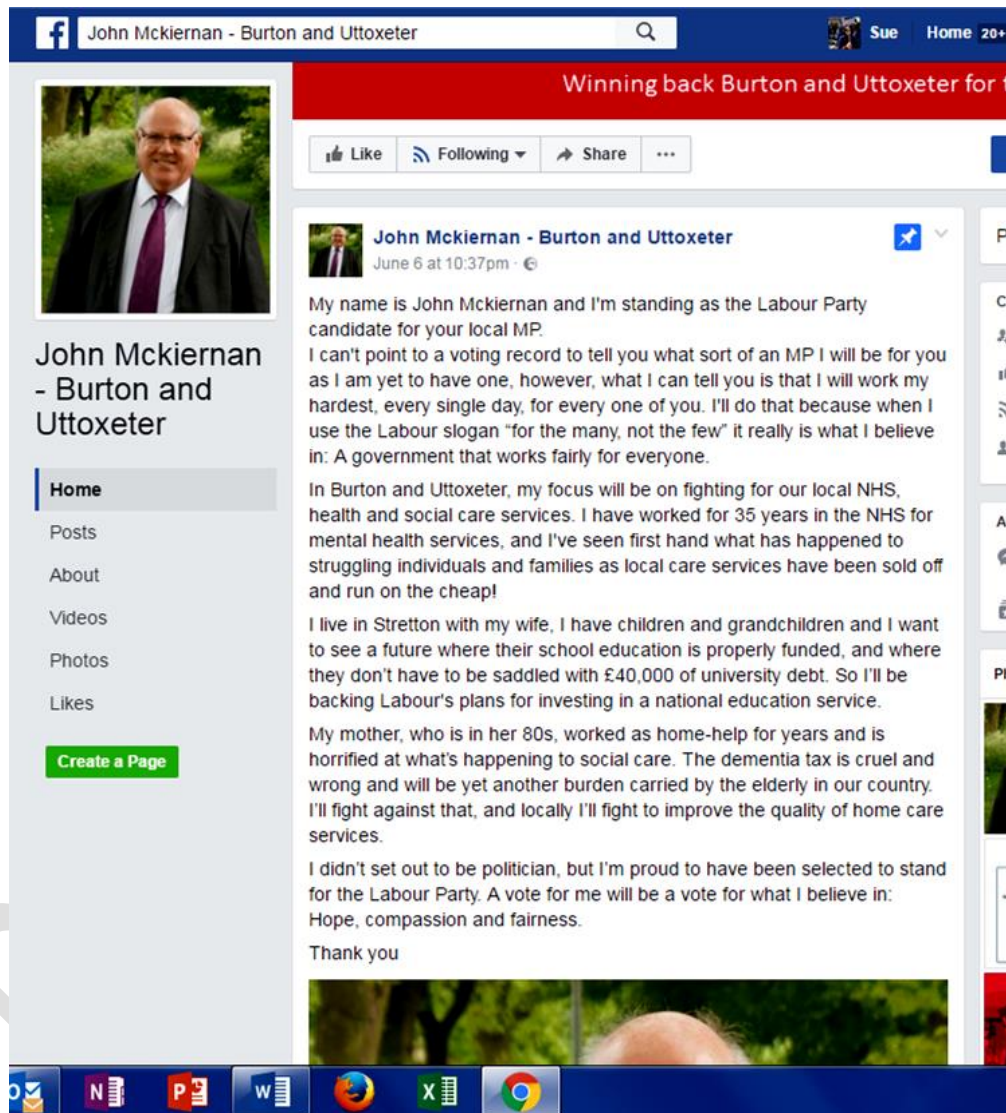 John Mckiernan - Burton and Uttoxeter
Sue
Home 20+
Winning back Burton and Uttoxeter for
Like
Following
Share
John Mckiernan
- Burton and
Uttoxeter
Home
Posts
About
Videos
Photos
Likes
Create a Page
John Mckiernan - Burton and Uttoxeter
June 6 at 10:37pm ·
My name is John Mckiernan and I'm standing as the Labour Party
candidate for your local MP.
I can't point to a voting record to tell you what sort of an MP I will be for you
as I am yet to have one, however, what I can tell you is that I will work my
hardest, every single day, for every one of you. I'll do that because when I
use the Labour slogan “for the many, not the few” it really is what I believe
in: A government that works fairly for everyone.
In Burton and Uttoxeter, my focus will be on fighting for our local NHS,
health and social care services. I have worked for 35 years in the NHS for
mental health services, and I've seen first hand what has happened to
struggling individuals and families as local care services have been sold off
and run on the cheap!
I live in Stretton with my wife, I have children and grandchildren and I want
to see a future where their school education is properly funded, and where
they don’t have to be saddled with £40,000 of university debt. So I’ll be
backing Labour's plans for investing in a national education service.
My mother, who is in her 80s, worked as home-help for years and is
horrified at what’s happening to social care. The dementia tax is cruel and
wrong and will be yet another burden carried by the elderly in our country.
I’ll fight against that, and locally I’ll fight to improve the quality of home care
services.
I didn’t set out to be politician, but I’m proud to have been selected to stand
for the Labour Party. A vote for me will be a vote for what I believe in:
Hope, compassion and fairness.
Thank you